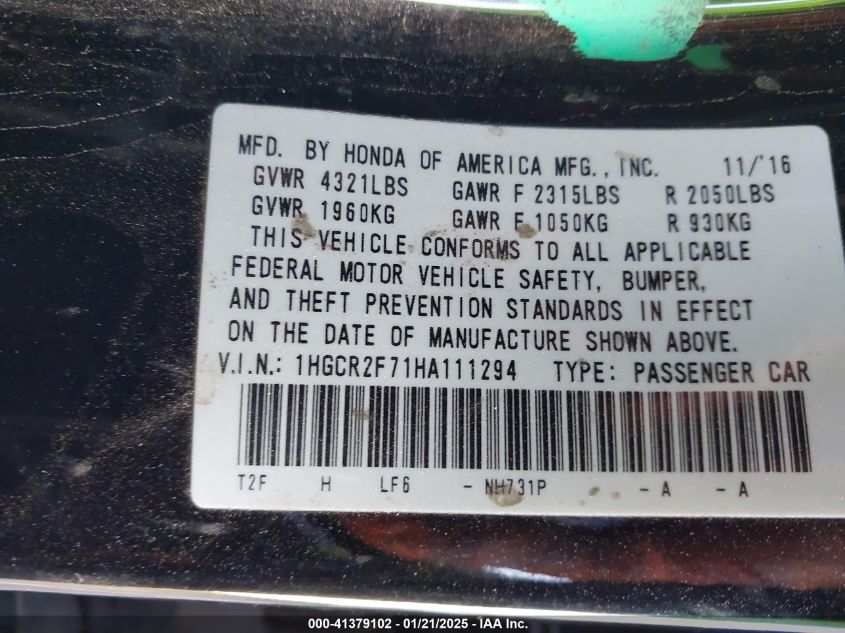 MFD. BY HONDA OF AMERICA MFG., INC. 11/'16
GVWR 4321LBS GAWR F 2315LBS R 2050LBS
GVWR 1960KG GAWR F 1050KG R 930KG
THIS VEHICLE CONFORMS TO ALL APPLICABLE
FEDERAL MOTOR VEHICLE SAFETY, BUMPER,
AND THEFT PREVENTION STANDARDS IN EFFECT
ON THE DATE OF MANUFACTURE SHOWN ABOVE.
V.I.N.: 1HGCR2F71HA111294 TYPE: PASSENGER CAR
T2F H LF6 - NH731P - A - A
000-41379102 - 01/21/2025 - IAA Inc.